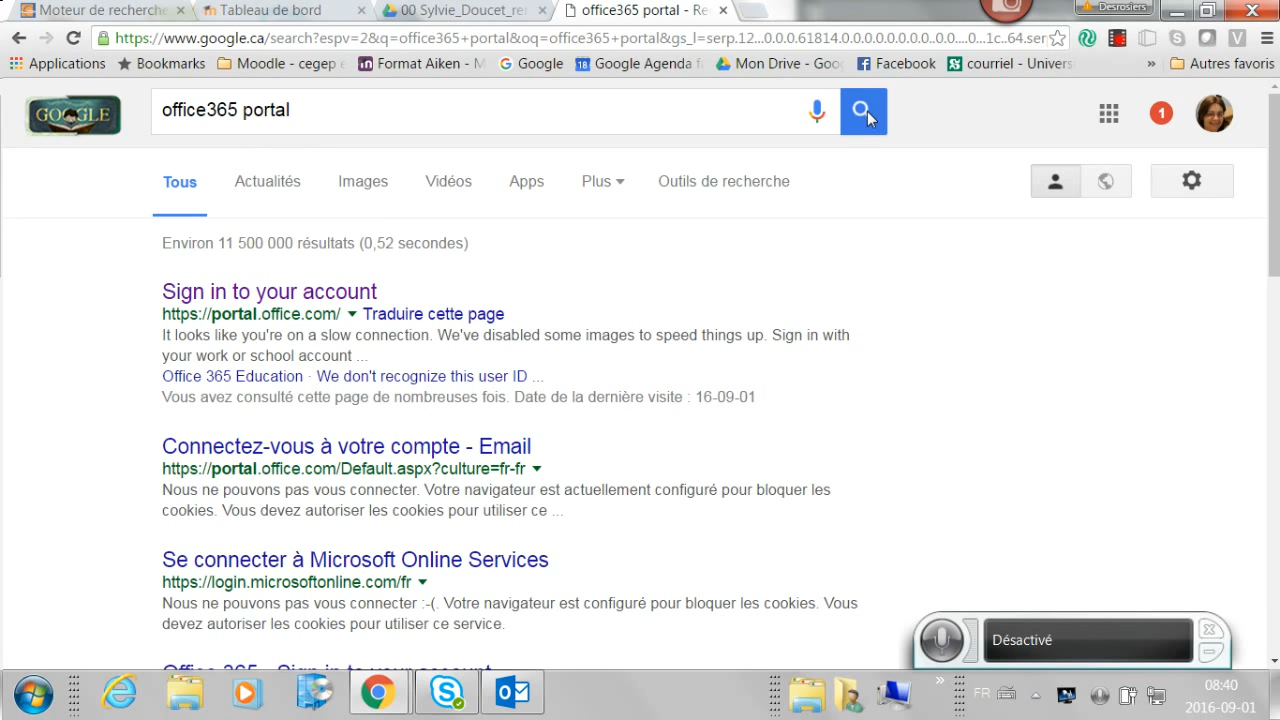 Moteur de recherche
Tableau de bord
00 Sylvie_Doucet_ren
office365 portal - Re
Desrosiers
https://www.google.ca/search?espv=2&q=office365+portal&oq=office365+portal&gs_l=serp.12...0.0.61814.0.0.0.0.0.0.0.0..0.0....0...1c..64.serp
Applications
Bookmarks
Moodle - cegep
Format Aiken - M
Google
18
Google Agenda
Mon Drive - Goo
Facebook
courriel - Univers
»
Autres favoris
GOOGLE
office365 portal
1
Tous
Actualités
Images
Vidéos
Apps
Plus
Outils de recherche
Environ 11 500 000 résultats (0,52 secondes)
Sign in to your account
https://portal.office.com/ Traduire cette page
It looks like you're on a slow connection. We've disabled some images to speed things up. Sign in with
your work or school account ...
Office 365 Education · We don't recognize this user ID ...
Vous avez consulté cette page de nombreuses fois. Date de la dernière visite : 16-09-01
Connectez-vous à votre compte - Email
https://portal.office.com/Default.aspx?culture=fr-fr
Nous ne pouvons pas vous connecter. Votre navigateur est actuellement configuré pour bloquer les
cookies. Vous devez autoriser les cookies pour utiliser ce ...
Se connecter à Microsoft Online Services
https://login.microsoftonline.com/fr
Nous ne pouvons pas vous connecter :-(. Votre navigateur est configuré pour bloquer les cookies. Vous
devez autoriser les cookies pour utiliser ce service.
Office 365 - Sign in to your account
Désactivé
»
FR
08:40
2016-09-01